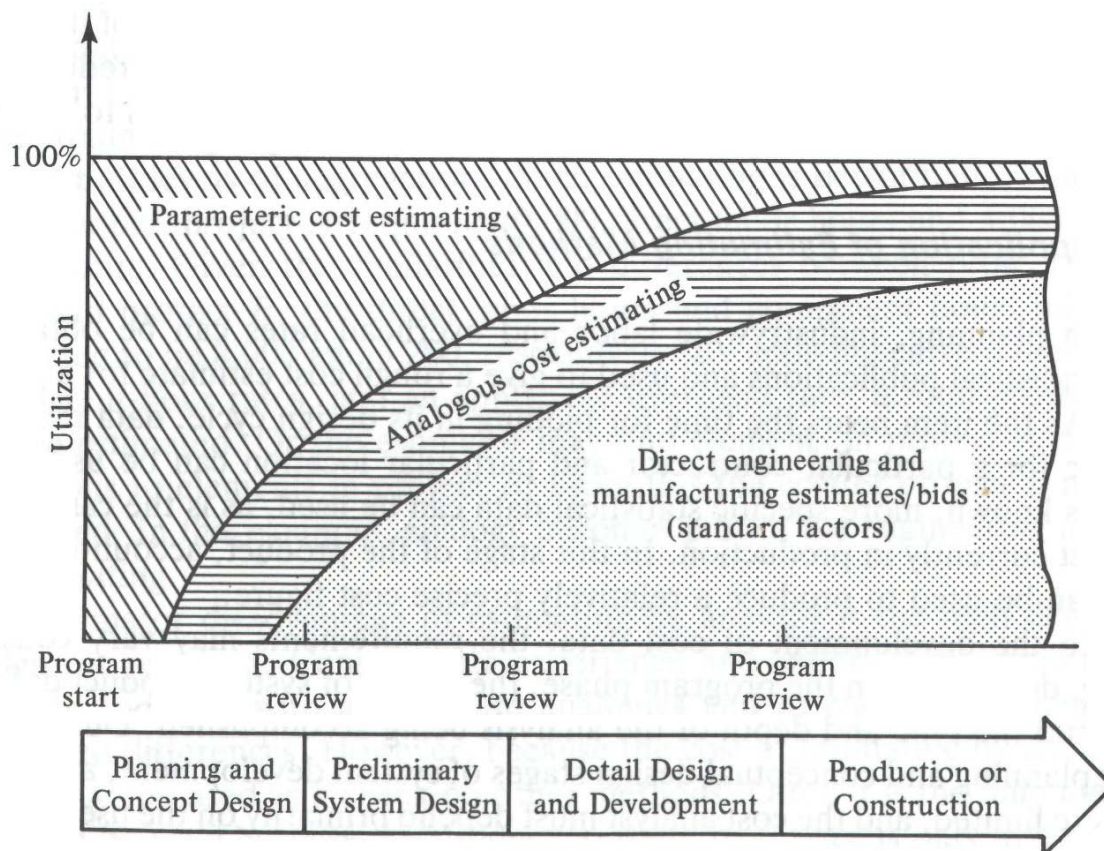 100%
Utilization
Parameteric cost estimating
Analogous cost estimating
Direct engineering and
manufacturing estimates/bids
(standard factors)
Program
start
Program
review
Program
review
Program
review
Planning and
Concept Design
Preliminary
System Design
Detail Design
and Development
Production or
Construction